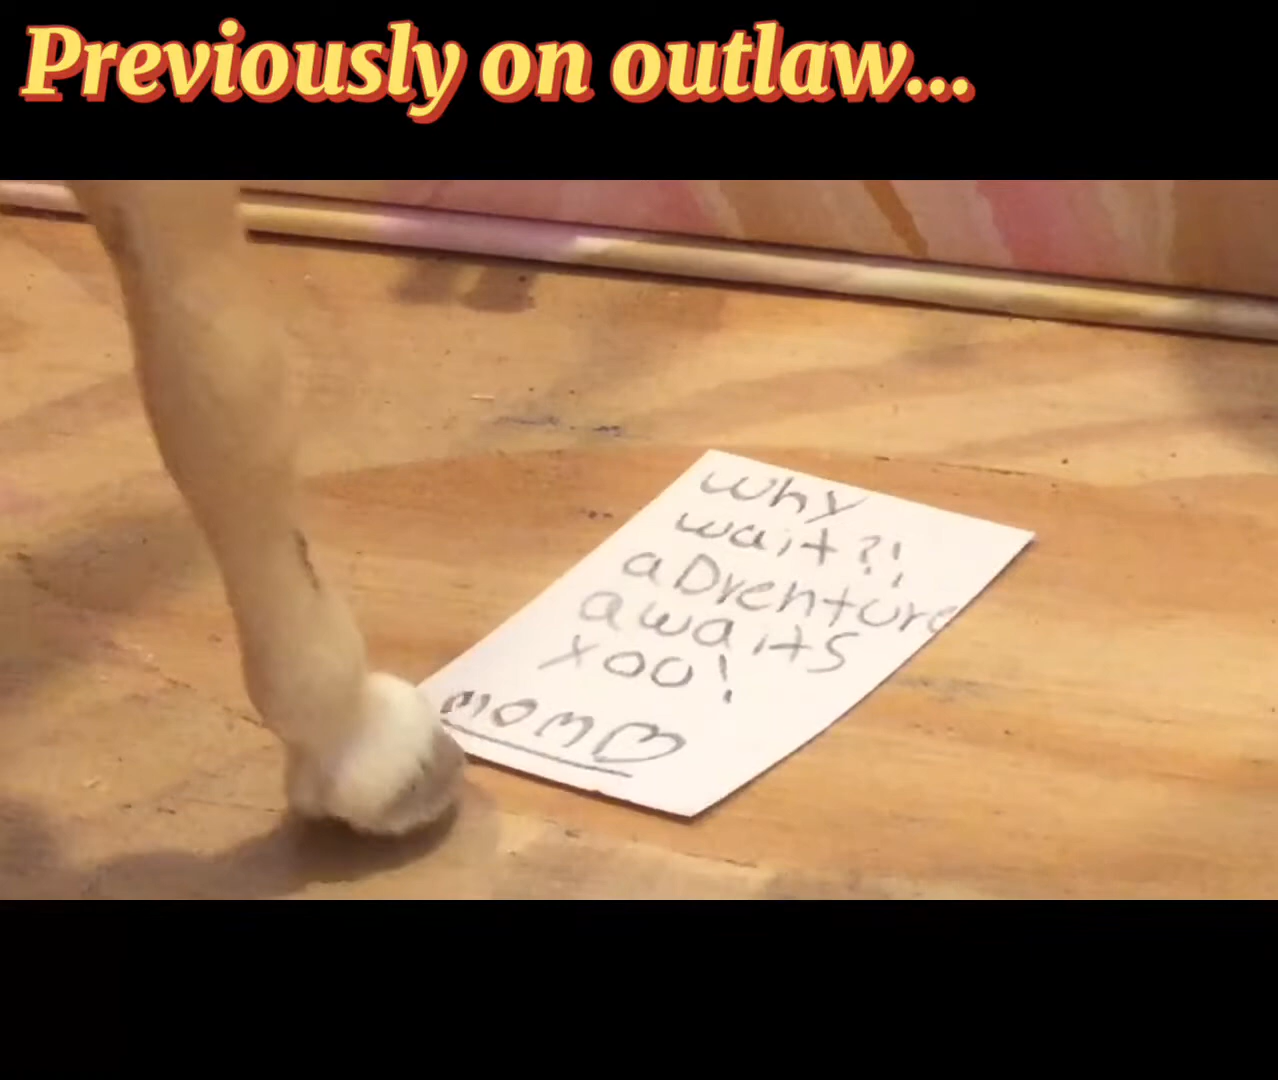 Previously on outlaw...
why
wait?!
aDventure
awaits
xoo!
mom♡